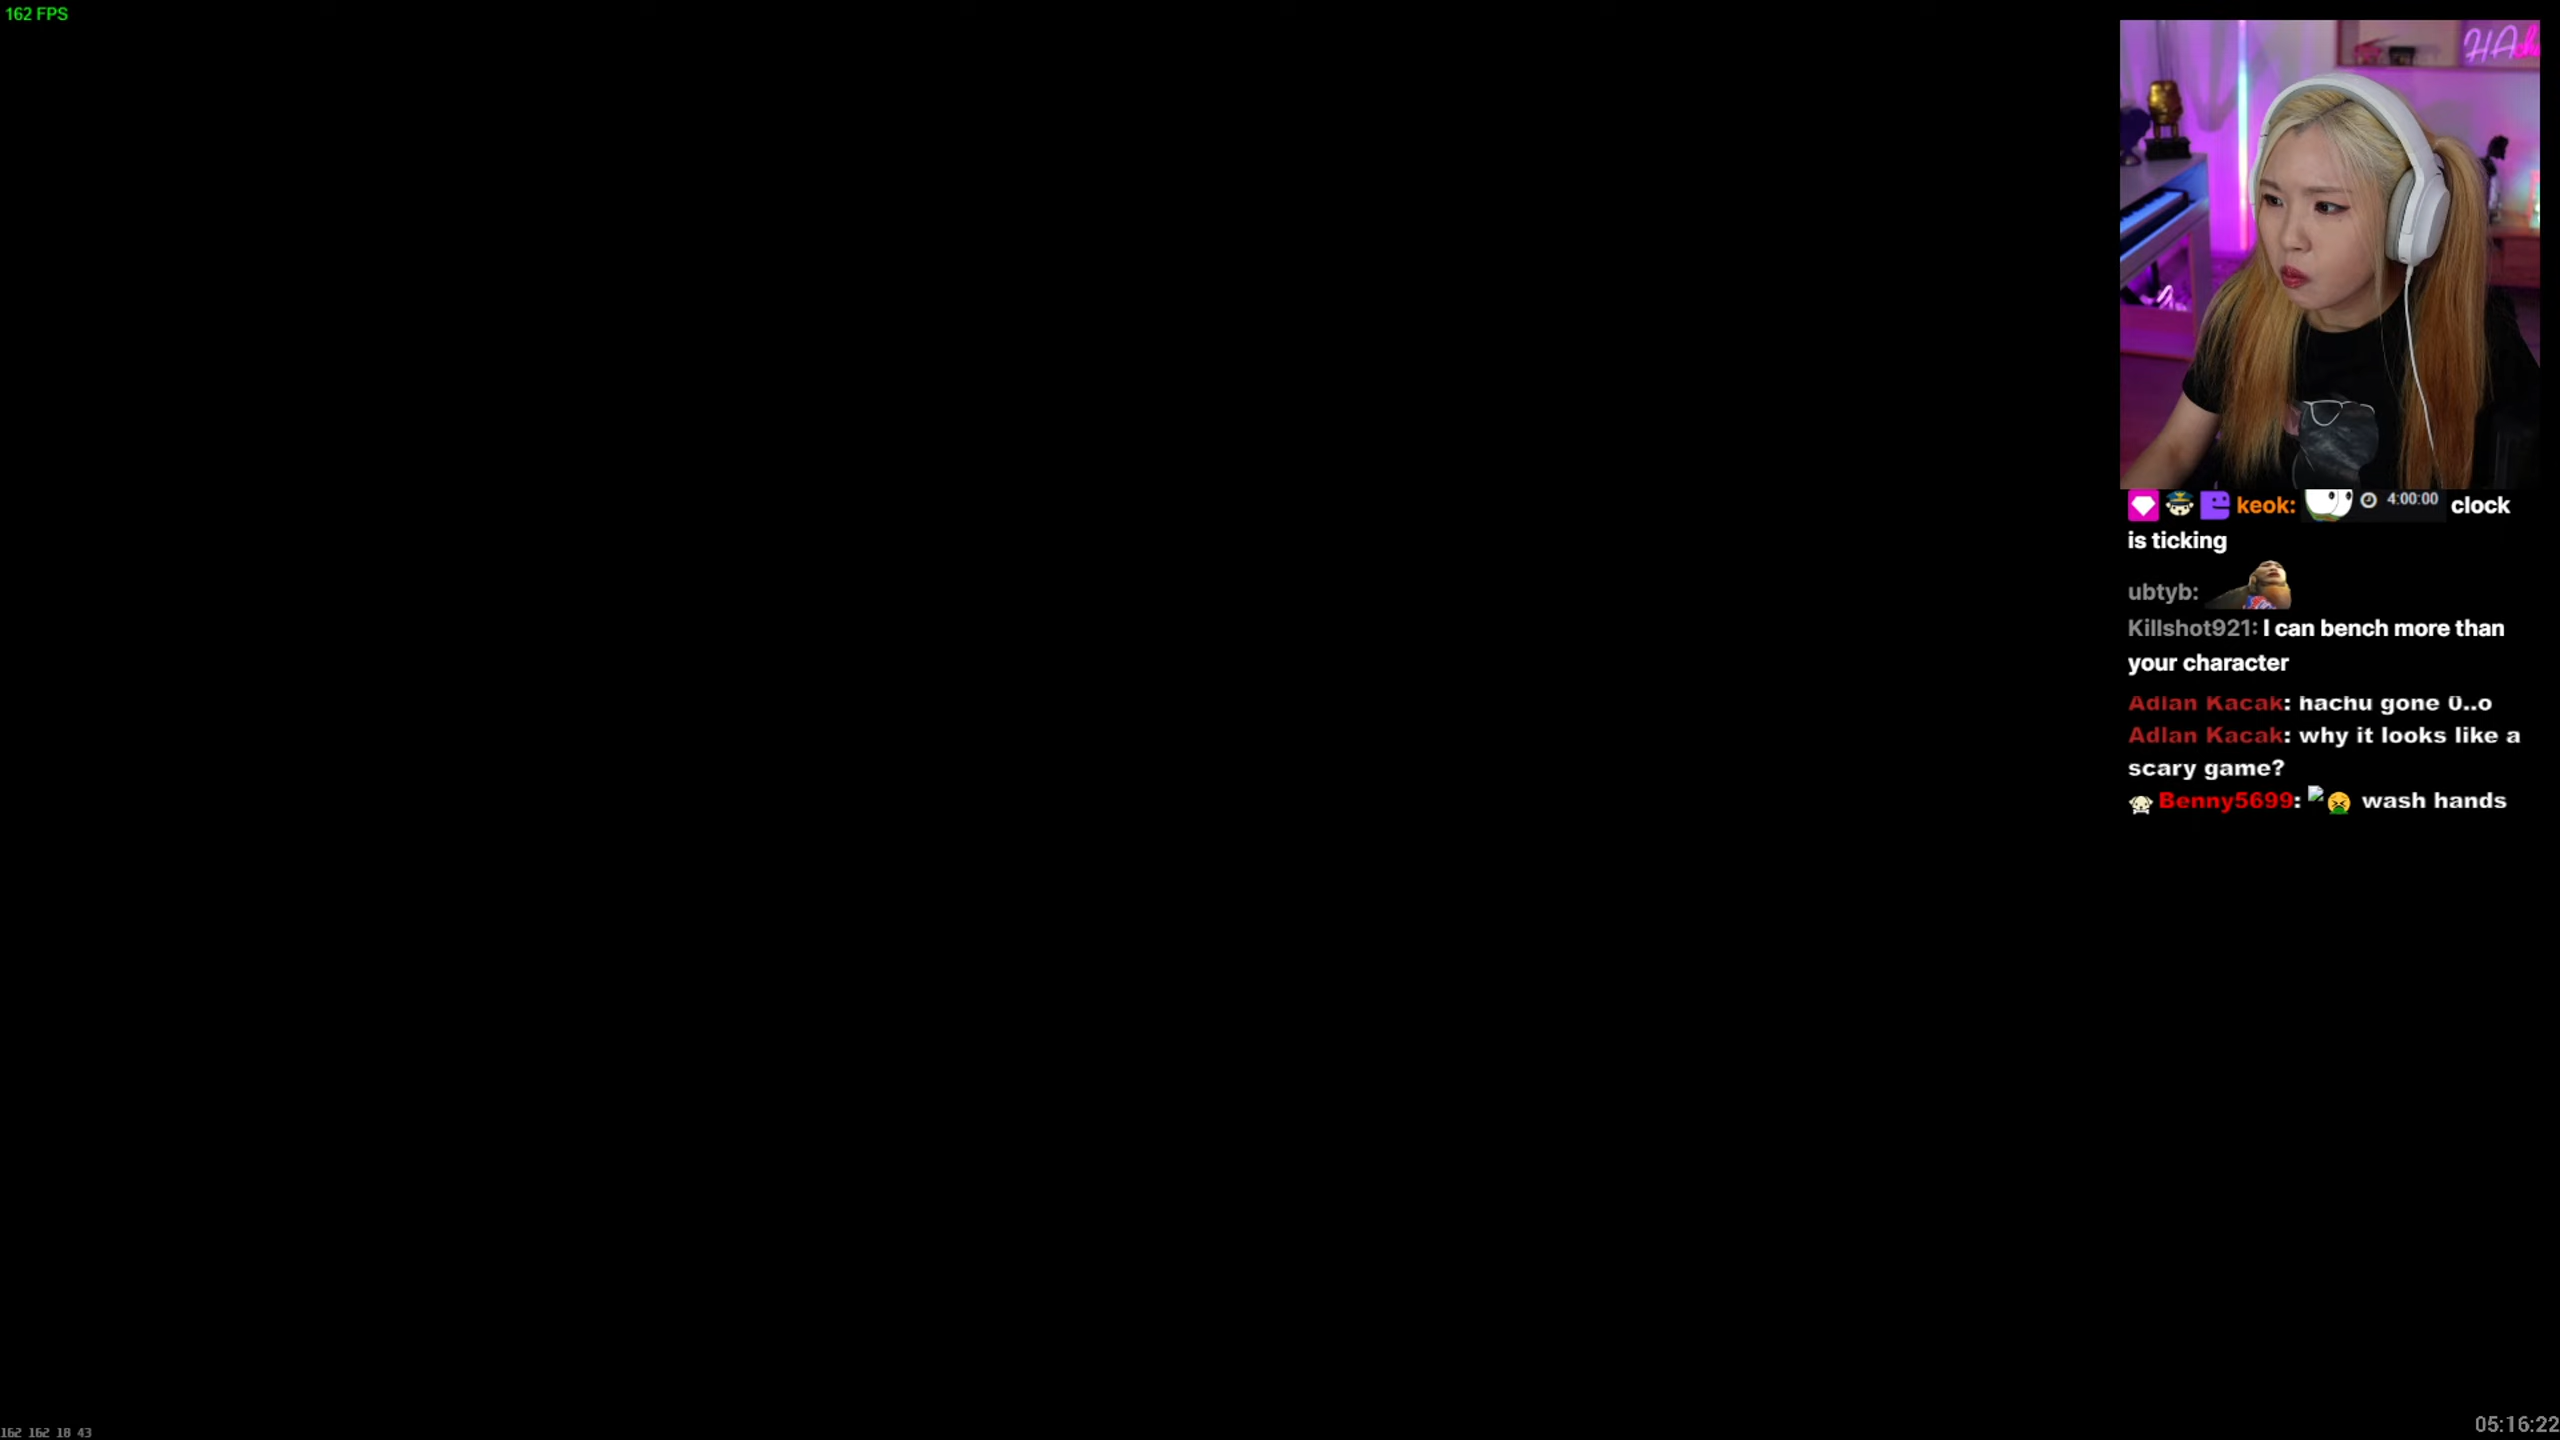 162 FPS
HAch
keok: 4:00:00 clock
is ticking
ubtyb:
Killshot921: I can bench more than
your character
Adlan Kacak: hachu gone 0..o
Adlan Kacak: why it looks like a
scary game?
Benny5699: wash hands
162 162 18 43
05:16:22